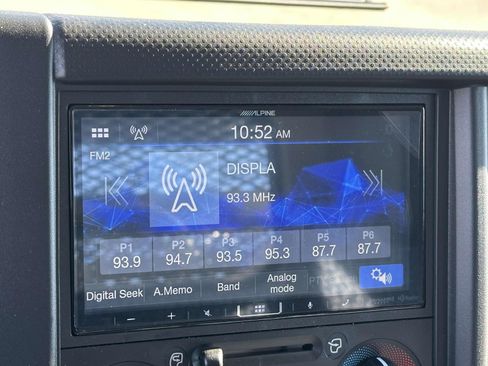 ALPINE
10:52 AM
FM2
DISPLA
93.3 MHz
P1 P2 P3 P4 P5 P6
93.9 94.7 93.5 95.3 87.7 87.7
Digital Seek A.Memo Band Analog mode